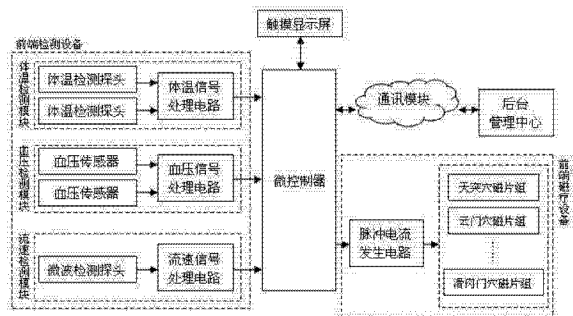 触摸显示屏
前端检测设备
体温检测模块
体温检测探头
体温检测探头
体温信号
处理电路
血压检测模块
血压传感器
血压传感器
血压信号
处理电路
流速检测模块
微波检测探头
流速信号
处理电路
微控制器
通讯模块
后台
管理中心
脉冲电流
发生电路
前端磁疗设备
天突穴磁片组
云门穴磁片组
滑肉门穴磁片组